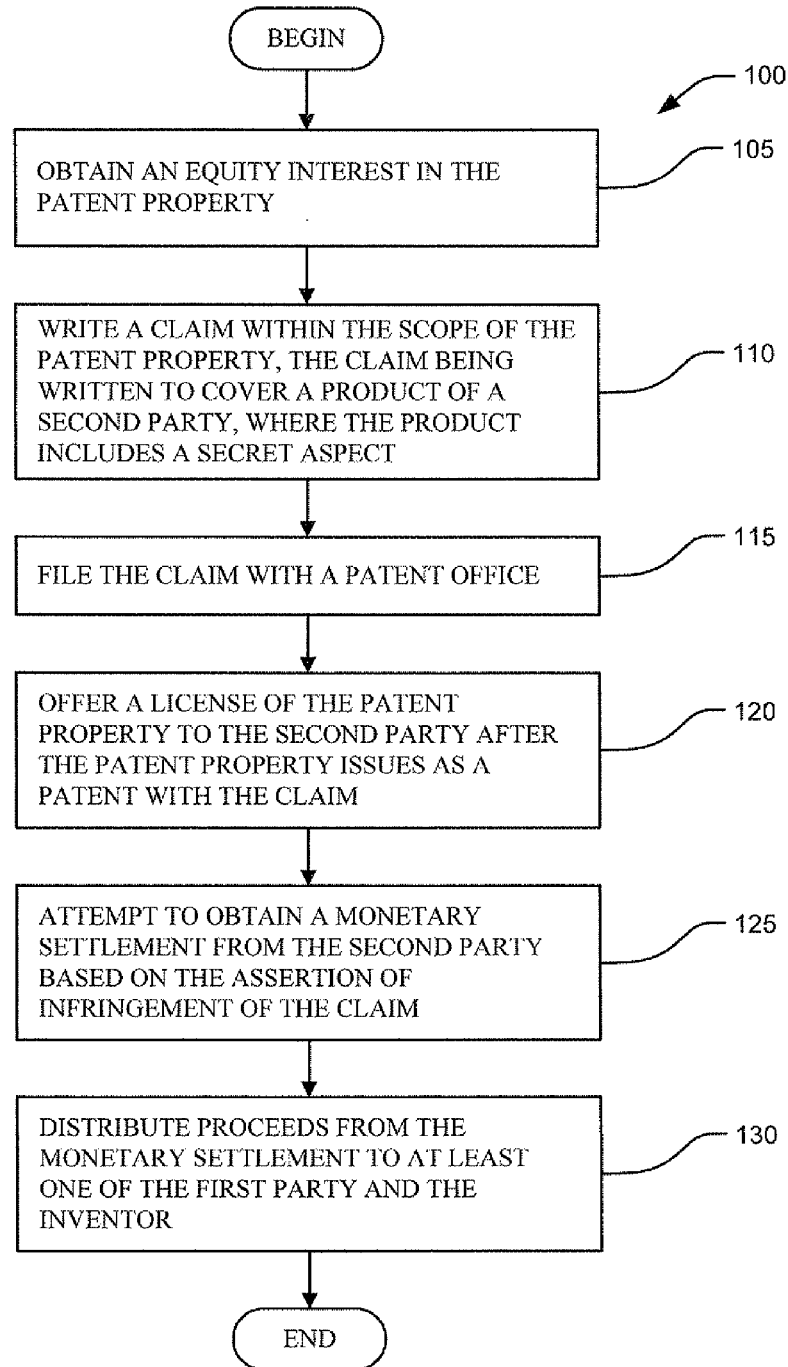 BEGIN
100
OBTAIN AN EQUITY INTEREST IN THE
PATENT PROPERTY
105
WRITE A CLAIM WITHIN THE SCOPE OF THE
PATENT PROPERTY, THE CLAIM BEING
WRITTEN TO COVER A PRODUCT OF A
SECOND PARTY, WHERE THE PRODUCT
INCLUDES A SECRET ASPECT
110
FILE THE CLAIM WITH A PATENT OFFICE
115
OFFER A LICENSE OF THE PATENT
PROPERTY TO THE SECOND PARTY AFTER
THE PATENT PROPERTY ISSUES AS A
PATENT WITH THE CLAIM
120
ATTEMPT TO OBTAIN A MONETARY
SETTLEMENT FROM THE SECOND PARTY
BASED ON THE ASSERTION OF
INFRINGEMENT OF THE CLAIM
125
DISTRIBUTE PROCEEDS FROM THE
MONETARY SETTLEMENT TO AT LEAST
ONE OF THE FIRST PARTY AND THE
INVENTOR
130
END